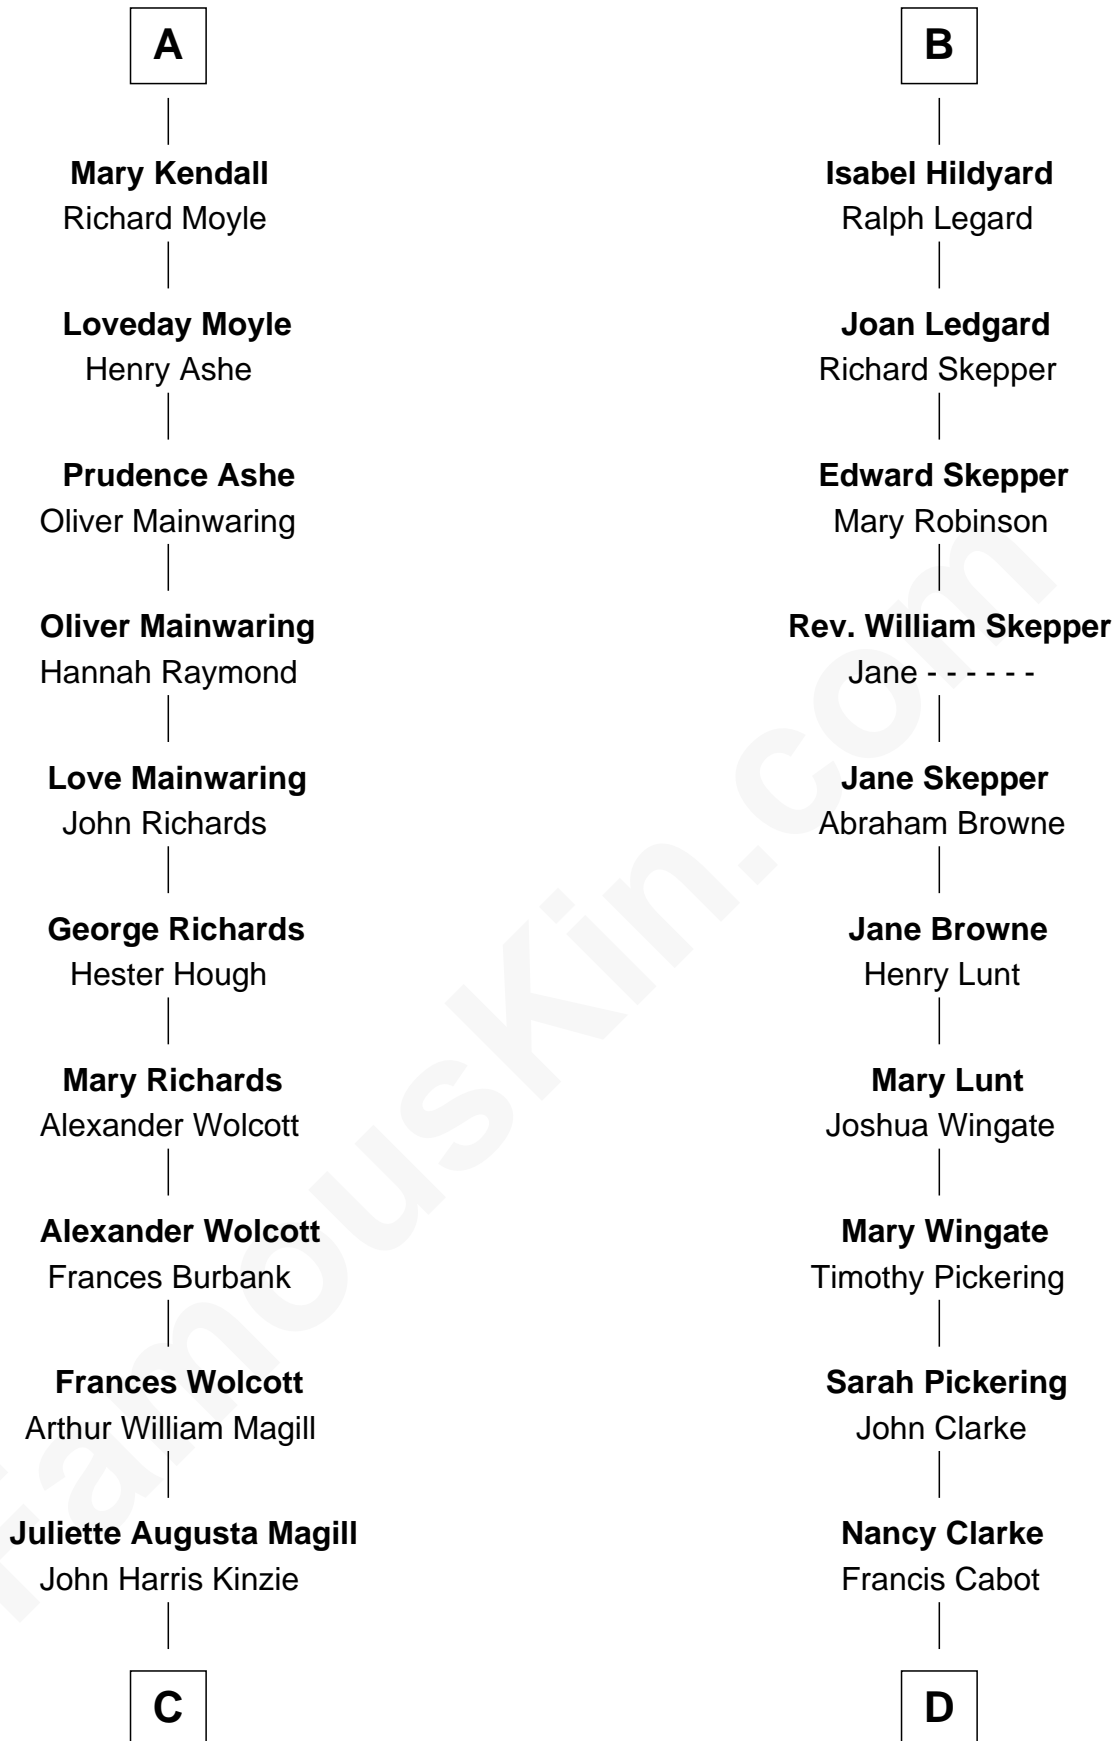 A
Mary Kendall
Richard Moyle
Loveday Moyle
Henry Ashe
Prudence Ashe
Oliver Mainwaring
Oliver Mainwaring
Hannah Raymond
Love Mainwaring
John Richards
George Richards
Hester Hough
Mary Richards
Alexander Wolcott
Alexander Wolcott
Frances Burbank
Frances Wolcott
Arthur William Magill
Juliette Augusta Magill
John Harris Kinzie
C
B
Isabel Hildyard
Ralph Legard
Joan Ledgard
Richard Skepper
Edward Skepper
Mary Robinson
Rev. William Skepper
Jane - - - - - -
Jane Skepper
Abraham Browne
Jane Browne
Henry Lunt
Mary Lunt
Joshua Wingate
Mary Wingate
Timothy Pickering
Sarah Pickering
John Clarke
Nancy Clarke
Francis Cabot
D
FamousKin.com